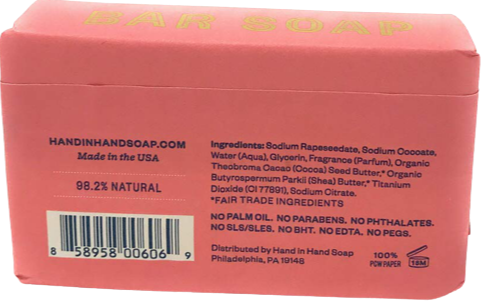 BAR SOAP
HANDINHANDSOAP.COM
Made in the USA
98.2% NATURAL
8 58958 00606 9
Ingredients: Sodium Rapeseedate, Sodium Cocoate,
Water (Aqua), Glycerin, Fragrance (Parfum), Organic
Theobroma Cacao (Cocoa) Seed Butter,* Organic
Butyrospermum Parkii (Shea) Butter,* Titanium
Dioxide (CI 77891), Sodium Citrate.
*FAIR TRADE INGREDIENTS
NO PALM OIL. NO PARABENS. NO PHTHALATES.
NO SLS/SLES. NO BHT. NO EDTA. NO PEGS.
Distributed by Hand in Hand Soap
Philadelphia, PA 19148
100%
PCW PAPER
18M